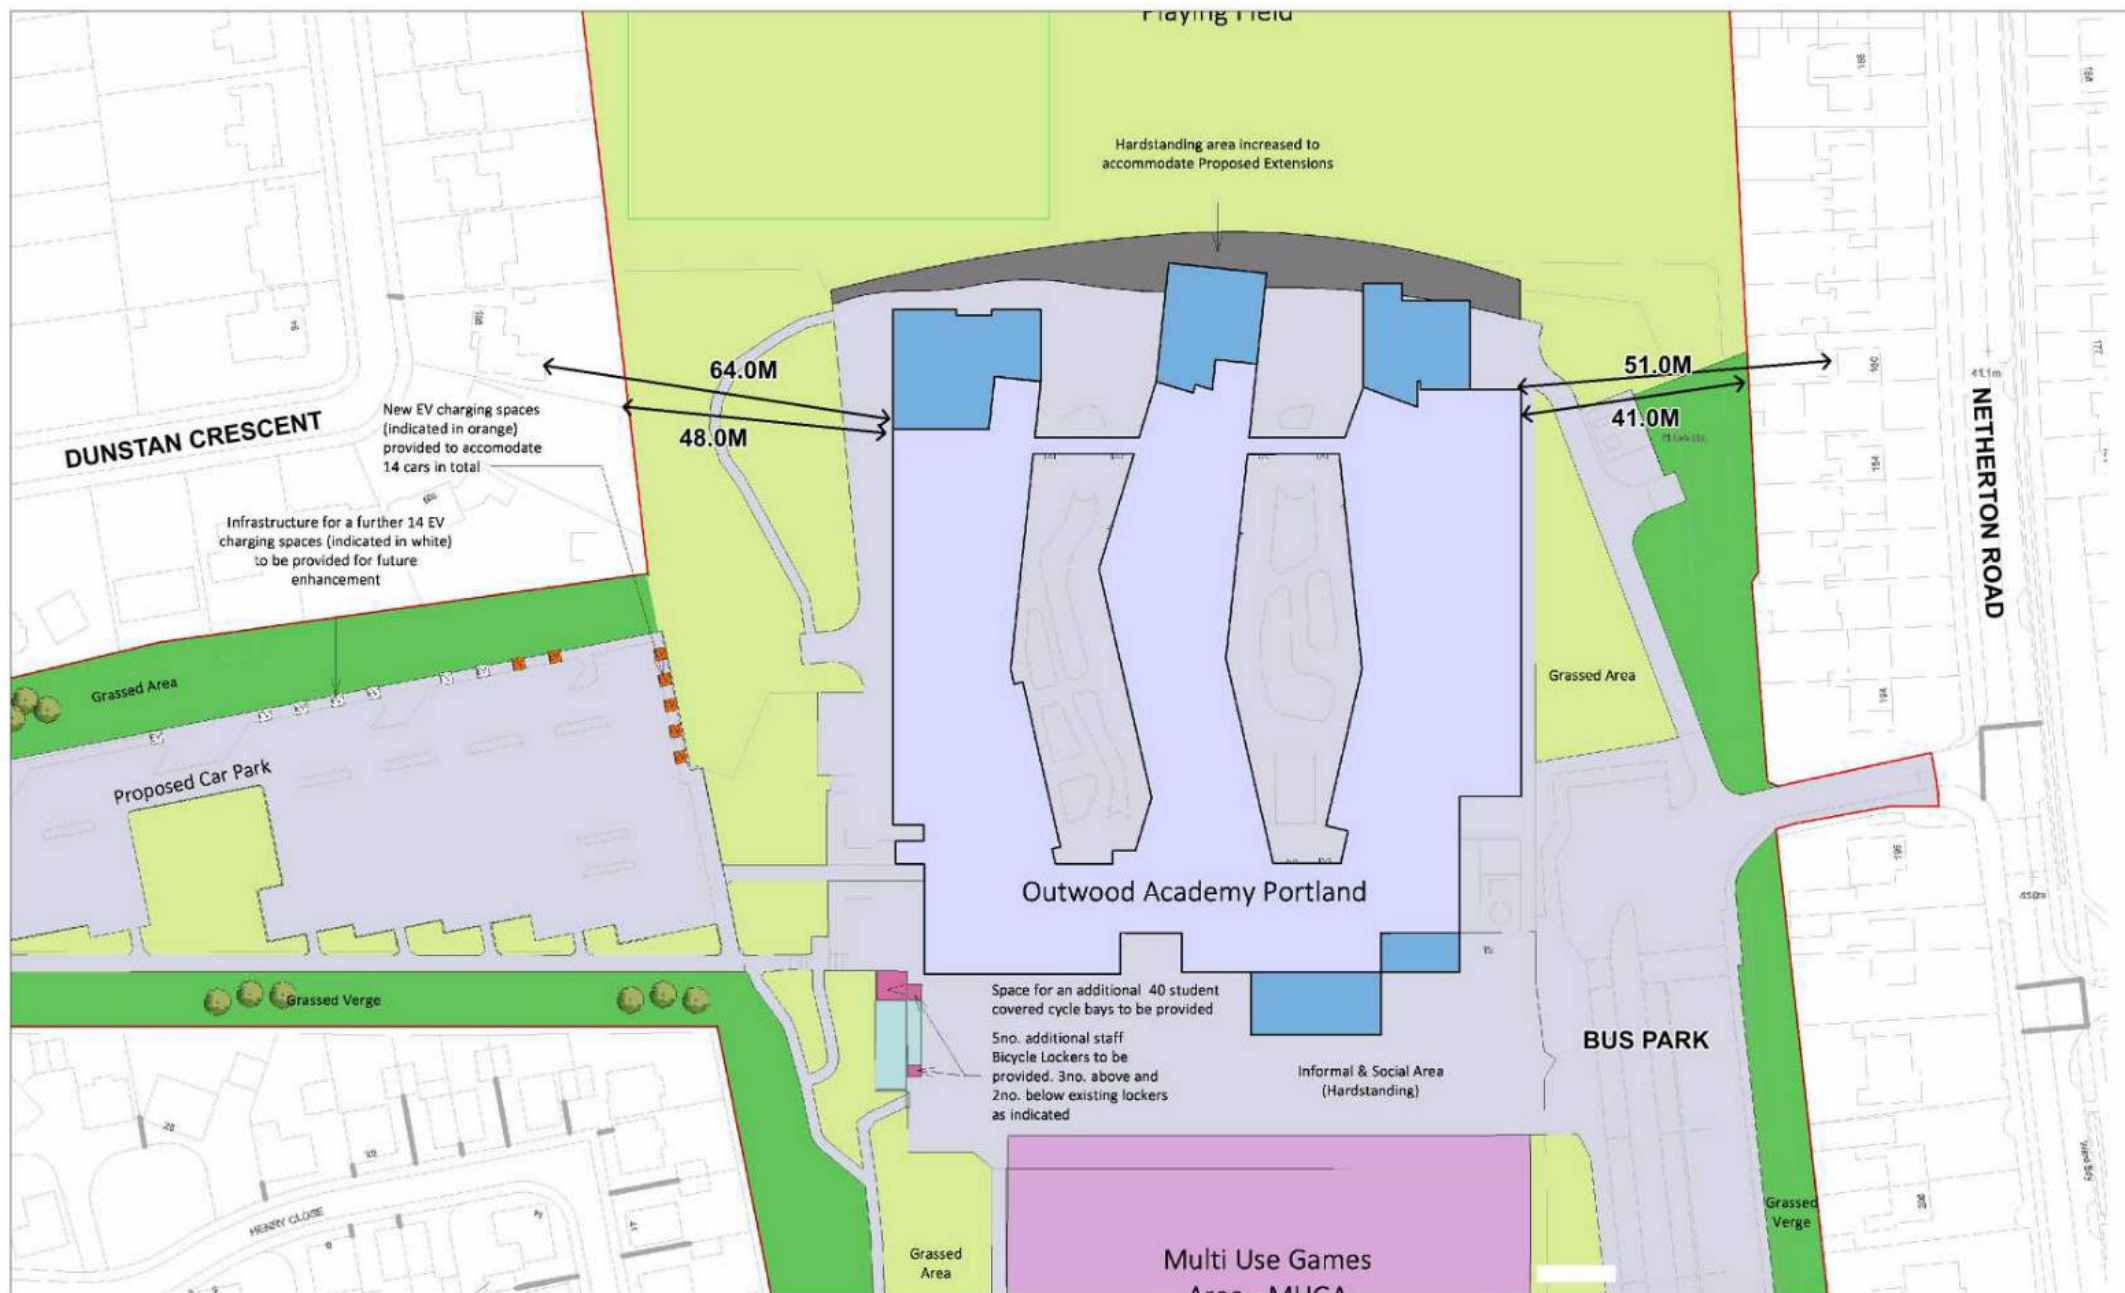 Playing Field
Hardstanding area increased to
accommodate Proposed Extensions
64.0M
48.0M
51.0M
41.0M
DUNSTAN CRESCENT
NETHERTON ROAD
New EV charging spaces
(indicated in orange)
provided to accomodate
14 cars in total
Infrastructure for a further 14 EV
charging spaces (indicated in white)
to be provided for future
enhancement
Grassed Area
Proposed Car Park
Grassed Area
Outwood Academy Portland
Grassed Verge
Space for an additional 40 student
covered cycle bays to be provided
5no. additional staff
Bicycle Lockers to be
provided. 3no. above and
2no. below existing lockers
as indicated
Informal & Social Area
(Hardstanding)
BUS PARK
HENRY CLOSE
Grassed
Area
Multi Use Games
Area - MUGA
Grassed
Verge